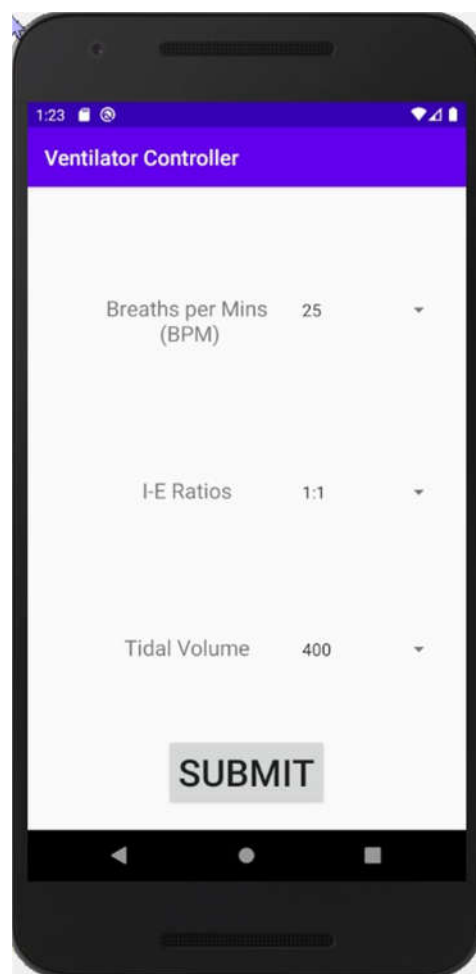 1:23
Ventilator Controller
Breaths per Mins 25
(BPM)
I-E Ratios 1:1
Tidal Volume 400
SUBMIT